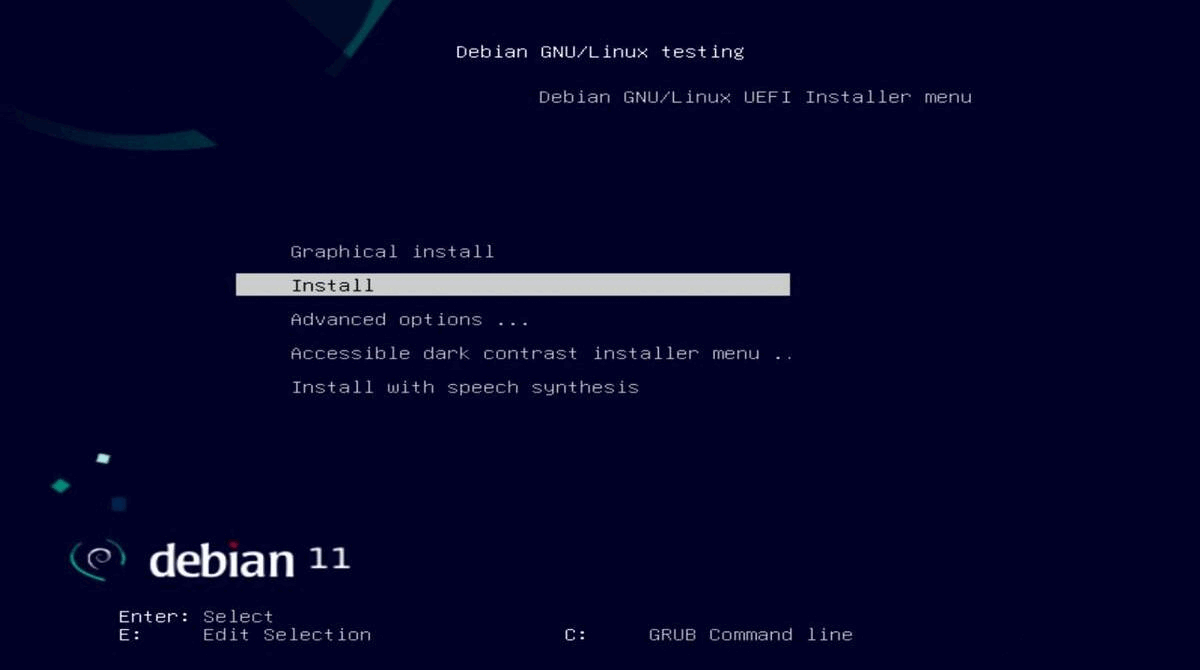 Debian GNU/Linux testing
Debian GNU/Linux UEFI Installer menu
Graphical install
Install
Advanced options ...
Accessible dark contrast installer menu ..
Install with speech synthesis
debian 11
Enter: Select
E: Edit Selection C: GRUB Command line